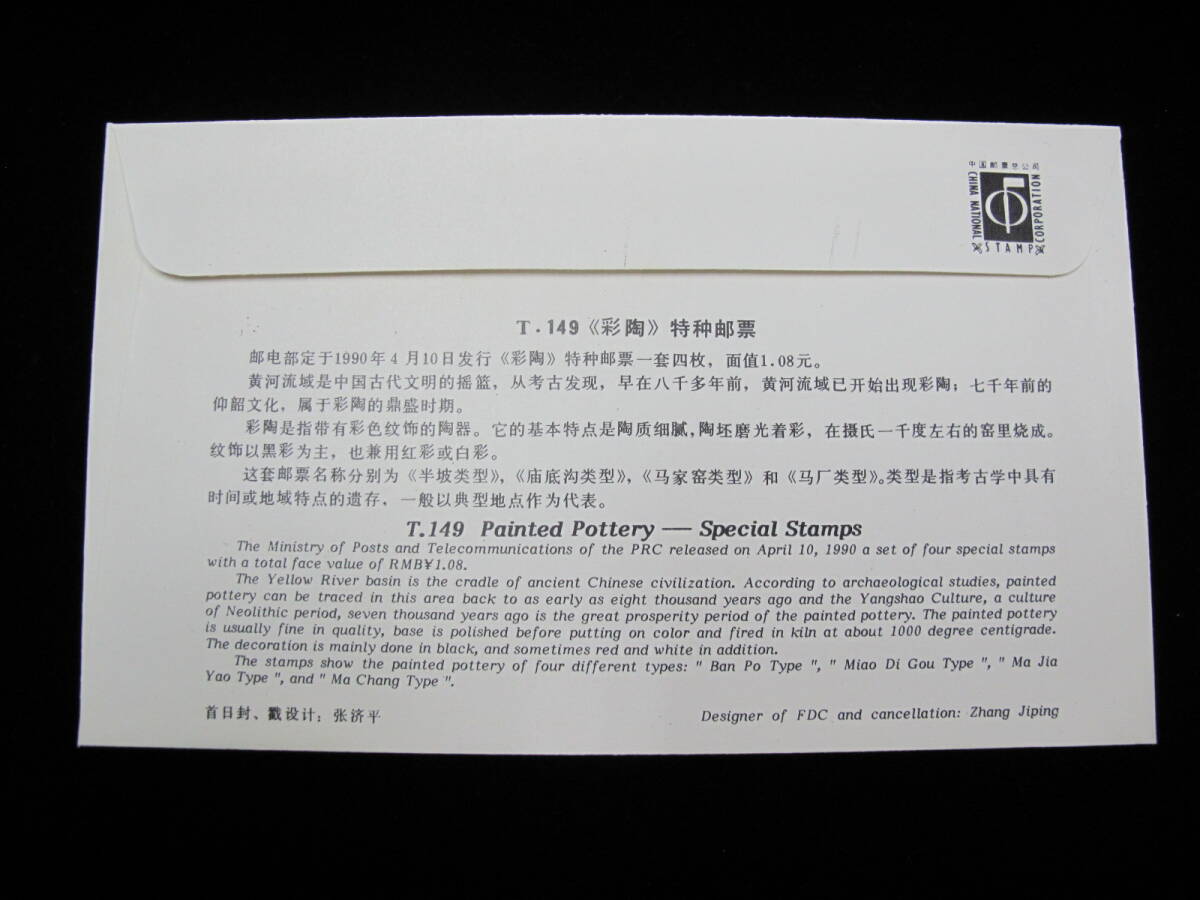 中国邮票总公司
CHINA NATIONAL
STAMP
CORPORATION
T·149《彩陶》特种邮票
邮电部定于1990年4月10日发行《彩陶》特种邮票一套四枚，面值1.08元。
黄河流域是中国古代文明的摇篮，从考古发现，早在八千多年前，黄河流域已开始出现彩陶；七千年前的
仰韶文化，属于彩陶的鼎盛时期。
彩陶是指带有彩色纹饰的陶器。它的基本特点是陶质细腻，陶坯磨光着彩，在摄氏一千度左右的窑里烧成。
纹饰以黑彩为主，也兼用红彩或白彩。
这套邮票名称分别为《半坡类型》，《庙底沟类型》，《马家窑类型》和《马厂类型》。类型是指考古学中具有
时间或地域特点的遗存，一般以典型地点作为代表。
T.149 Painted Pottery — Special Stamps
The Ministry of Posts and Telecommunications of the PRC released on April 10, 1990 a set of four special stamps
with a total face value of RMB¥1.08.
The Yellow River basin is the cradle of ancient Chinese civilization. According to archaeological studies, painted
pottery can be traced in this area back to as early as eight thousand years ago and the Yangshao Culture, a culture
of Neolithic period, seven thousand years ago is the great prosperity period of the painted pottery. The painted pottery
is usually fine in quality, base is polished before putting on color and fired in kiln at about 1000 degree centigrade.
The decoration is mainly done in black, and sometimes red and white in addition.
The stamps show the painted pottery of four different types: " Ban Po Type ", " Miao Di Gou Type ", " Ma Jia
Yao Type ", and " Ma Chang Type ".
首日封、戳设计：张济平
Designer of FDC and cancellation: Zhang Jiping